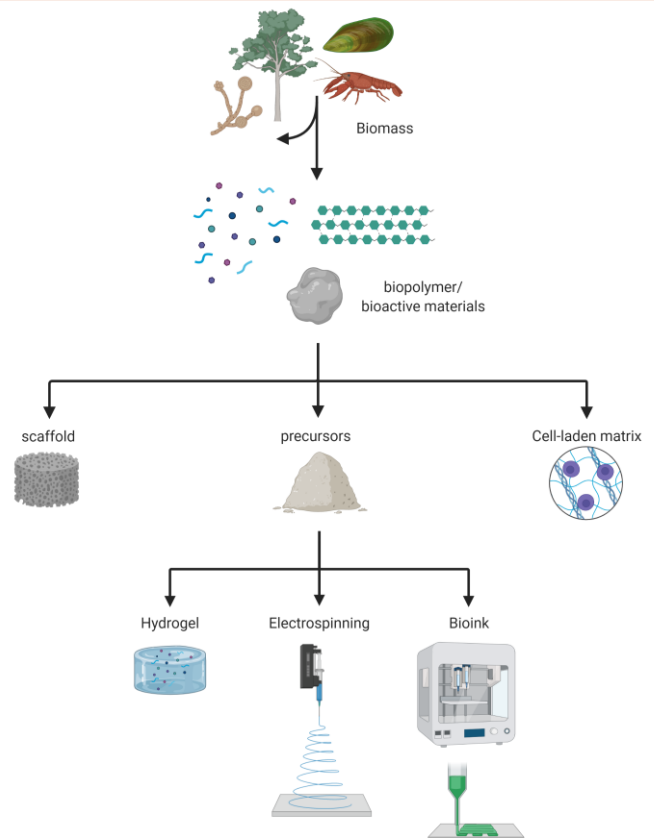 Biomass
biopolymer/
bioactive materials
scaffold
precursors
Cell-laden matrix
Hydrogel
Electrospinning
Bioink